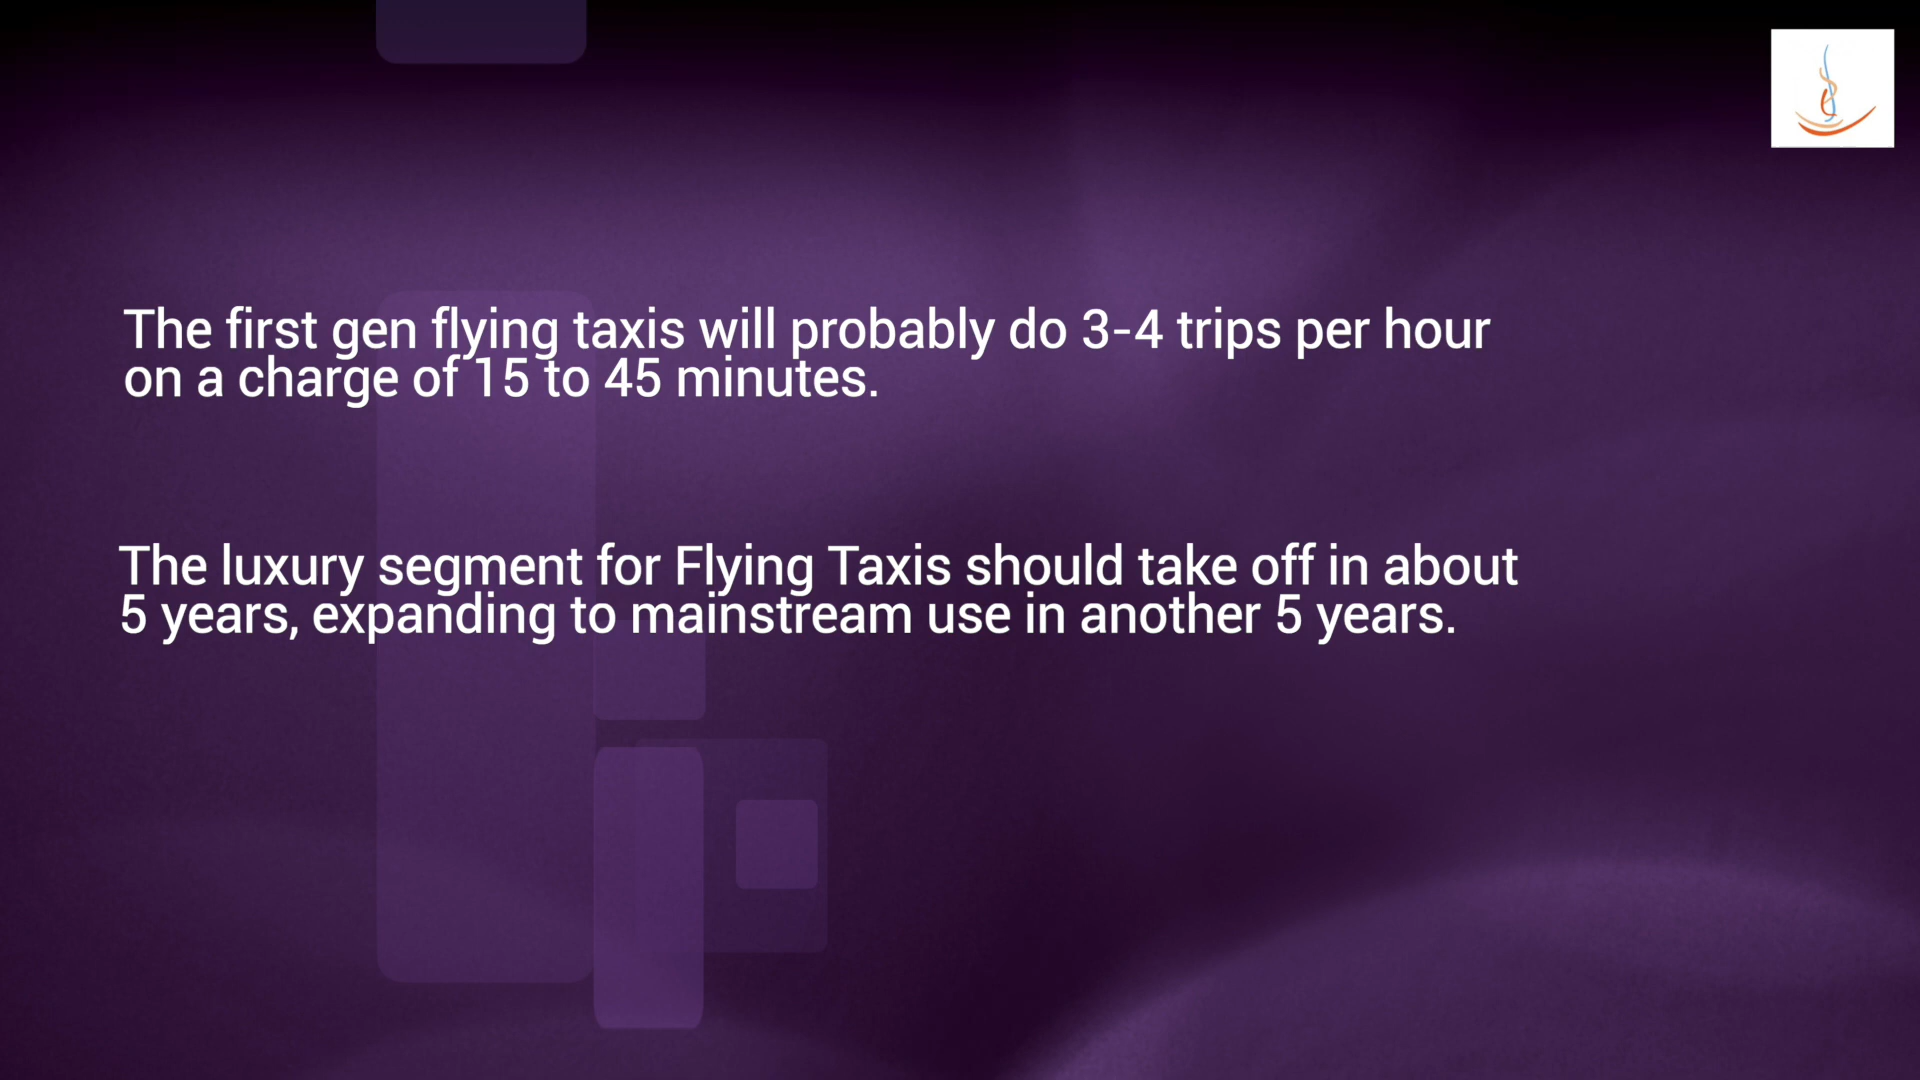 The first gen flying taxis will probably do 3-4 trips per hour
on a charge of 15 to 45 minutes.
The luxury segment for Flying Taxis should take off in about
5 years, expanding to mainstream use in another 5 years.